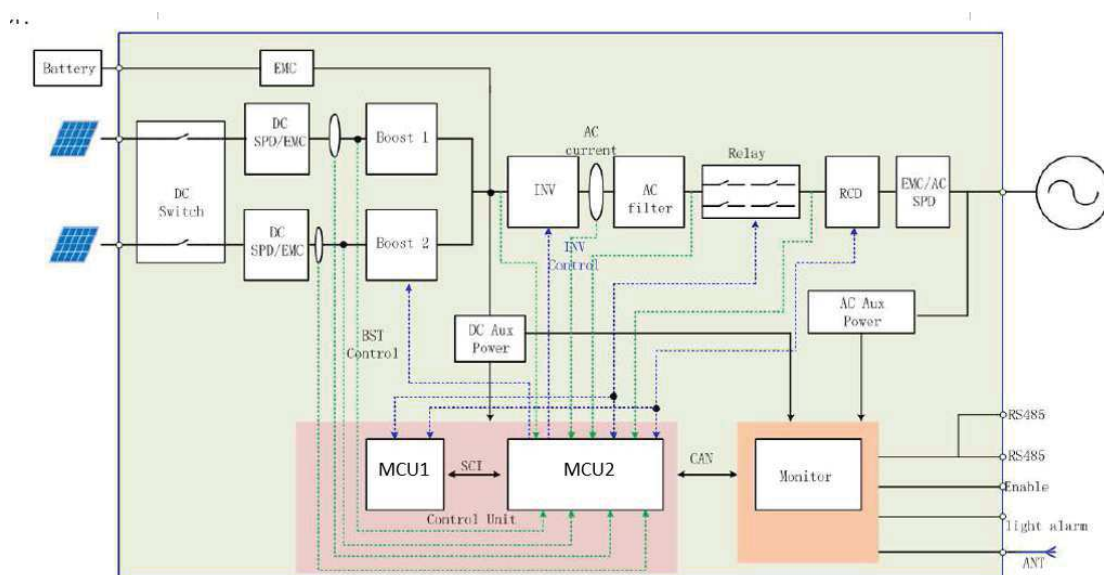 Battery
EMC
DC
SPD/EMC
Boost 1
DC
Switch
DC
SPD/EMC
Boost 2
INV
AC
current
AC
filter
Relay
RCD
EMC/AC
SPD
INV
Control
BST
Control
DC Aux
Power
AC Aux
Power
MCU1
SCI
MCU2
Control Unit
CAN
Monitor
RS485
RS485
Enable
light alarm
ANT